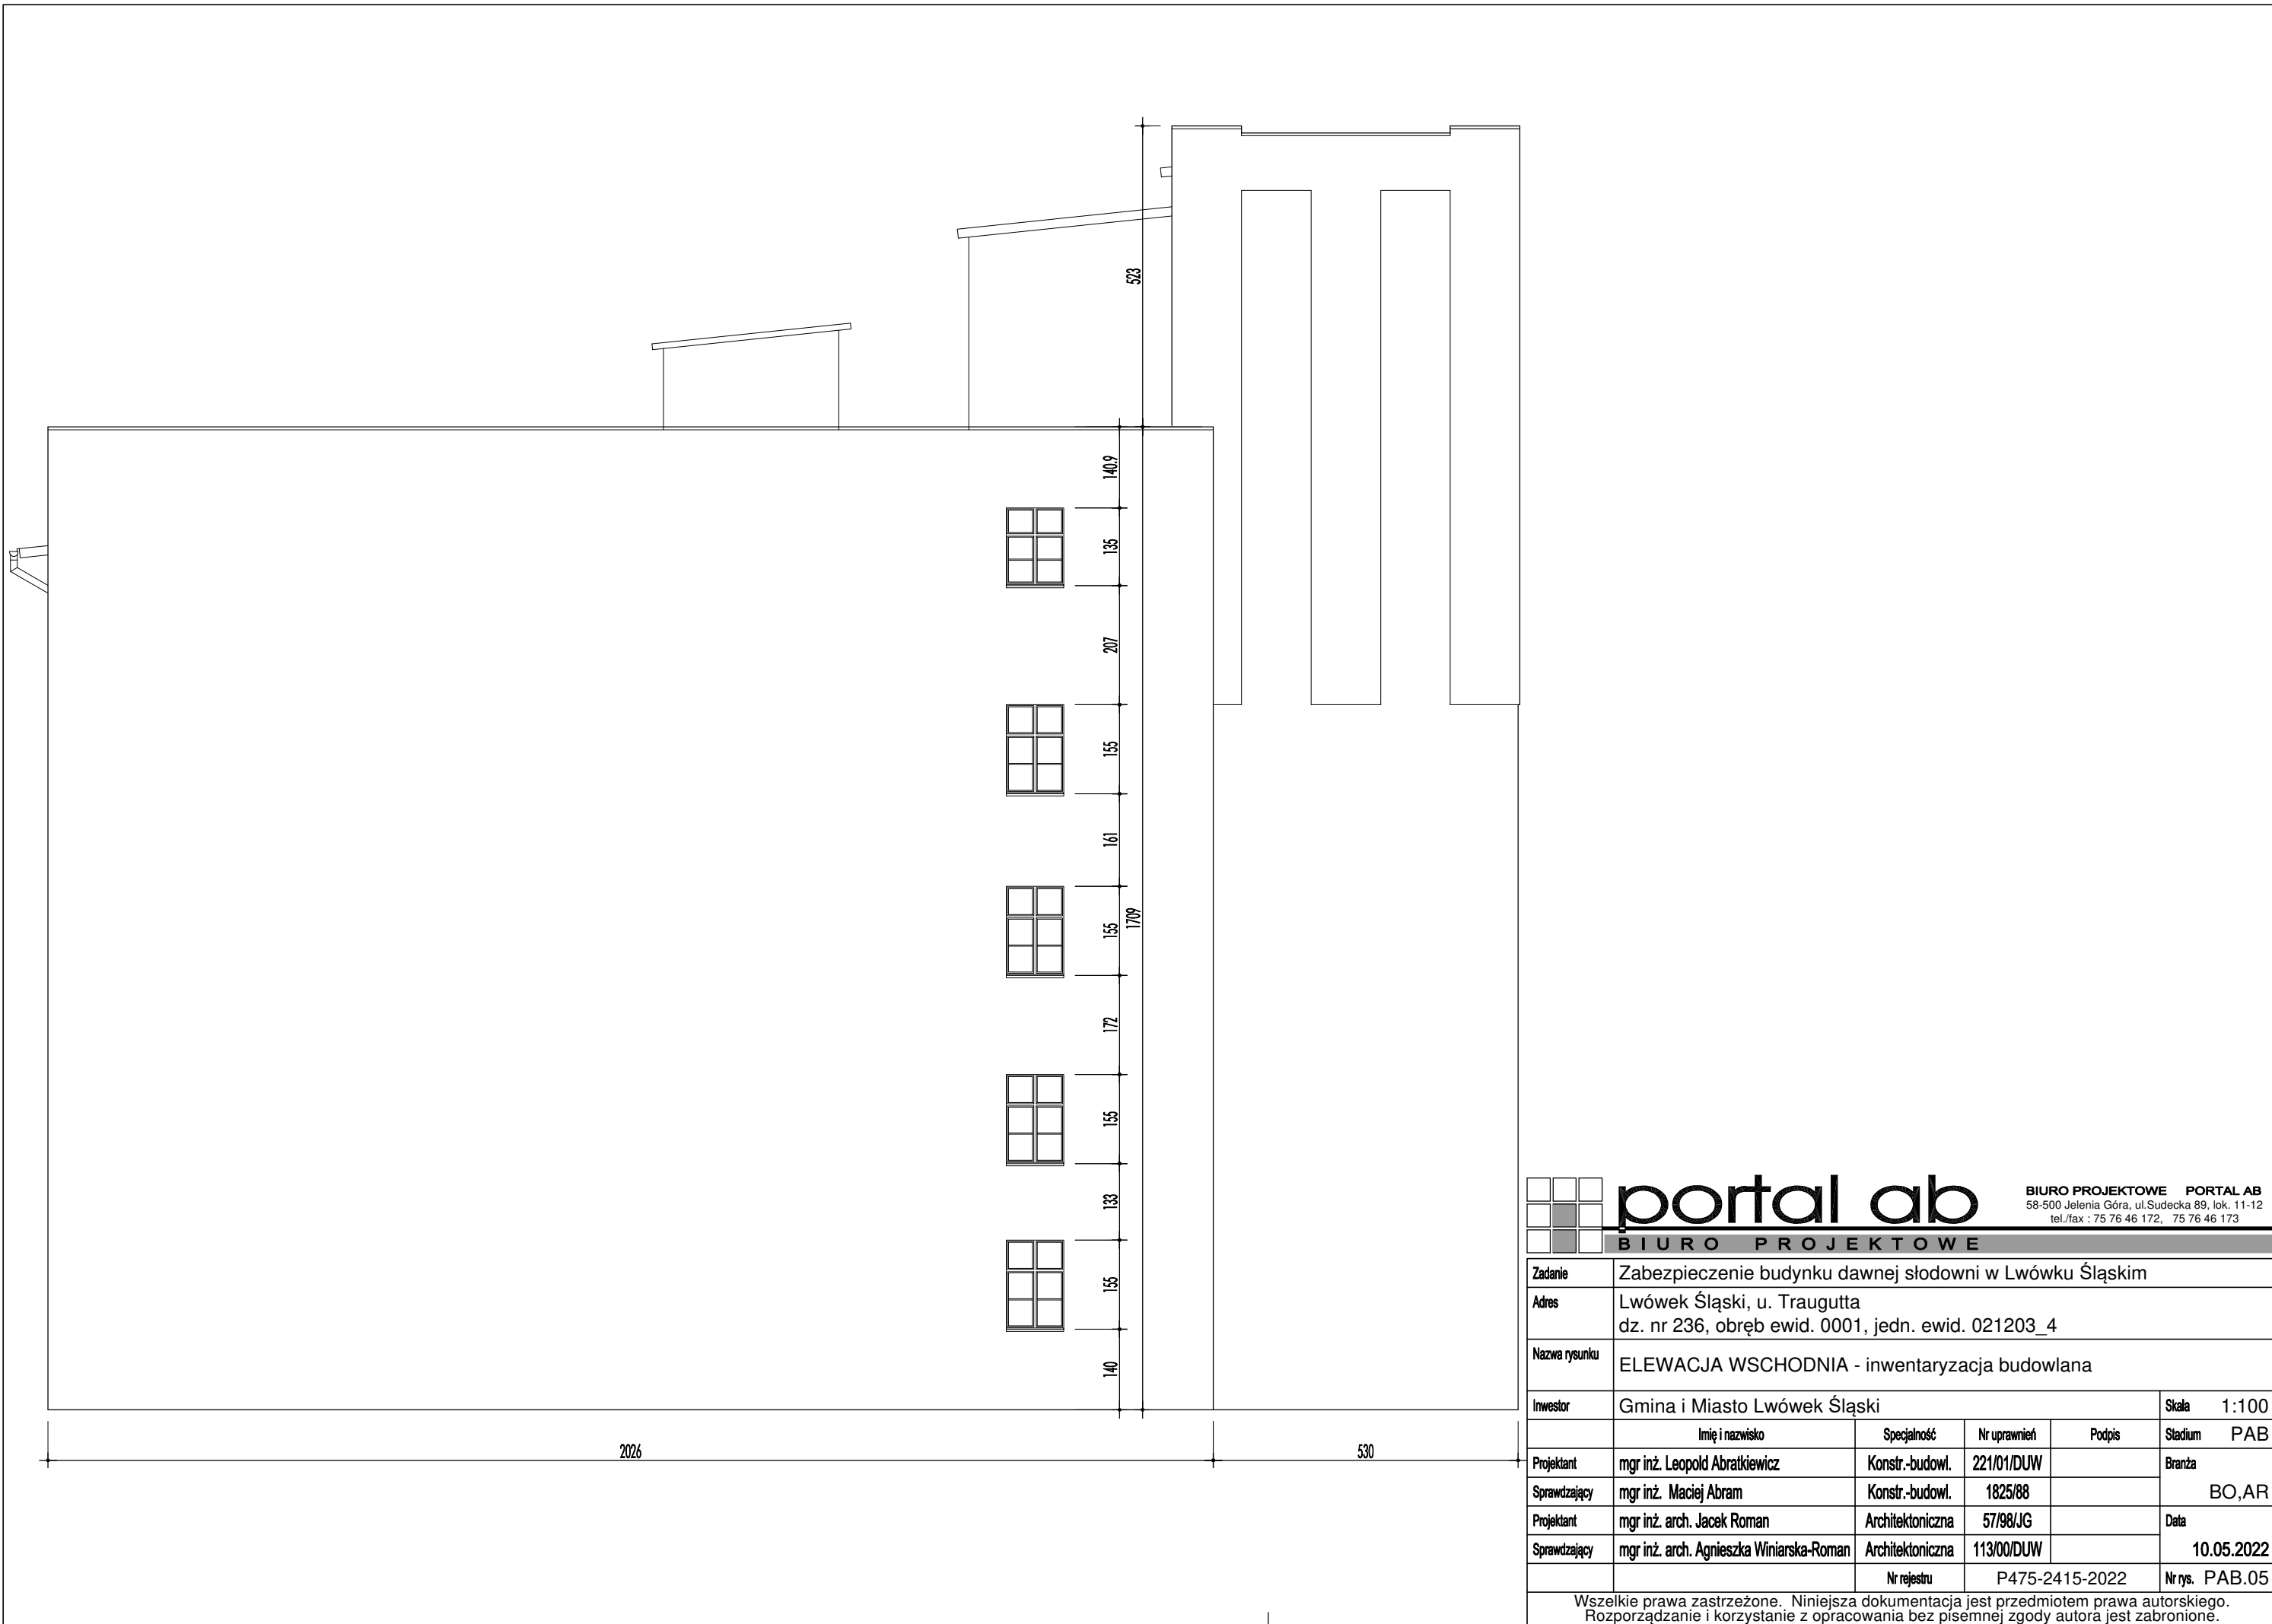 523
140.9
135
207
155
161
155
1709
172
155
133
155
140
2026
530
portal ab
BIURO PROJEKTOWE
BIURO PROJEKTOWE PORTAL AB
58-500 Jelenia Góra, ul.Sudecka 89, lok. 11-12
tel./fax : 75 76 46 172, 75 76 46 173
Zadanie Zabezpieczenie budynku dawnej słodowni w Lwówku Śląskim
Adres Lwówek Śląski, u. Traugutta
dz. nr 236, obręb ewid. 0001, jedn. ewid. 021203_4
Nazwa rysunku ELEWACJA WSCHODNIA - inwentaryzacja budowlana
Inwestor Gmina i Miasto Lwówek Śląski Skala 1:100
Imię i nazwisko Specjalność Nr uprawnień Podpis Stadium PAB
Projektant mgr inż. Leopold Abratkiewicz Konstr.-budowl. 221/01/DUW Branża
Sprawdzający mgr inż. Maciej Abram Konstr.-budowl. 1825/88 BO,AR
Projektant mgr inż. arch. Jacek Roman Architektoniczna 57/98/JG Data
Sprawdzający mgr inż. arch. Agnieszka Winiarska-Roman Architektoniczna 113/00/DUW 10.05.2022
Nr rejestru P475-2415-2022 Nr rys. PAB.05
Wszelkie prawa zastrzeżone. Niniejsza dokumentacja jest przedmiotem prawa autorskiego.
Rozporządzanie i korzystanie z opracowania bez pisemnej zgody autora jest zabronione.